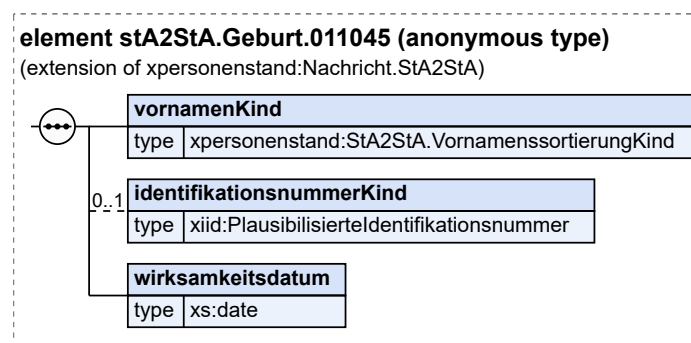 element stA2StA.Geburt.011045 (anonymous type)
(extension of xpersonenstand:Nachricht.StA2StA)
vornamenKind
type xpersonenstand:StA2StA.VornamenssortierungKind
0..1
identifikationsnummerKind
type xiid:PlausibilisierteIdentifikationsnummer
wirksamkeitsdatum
type xs:date